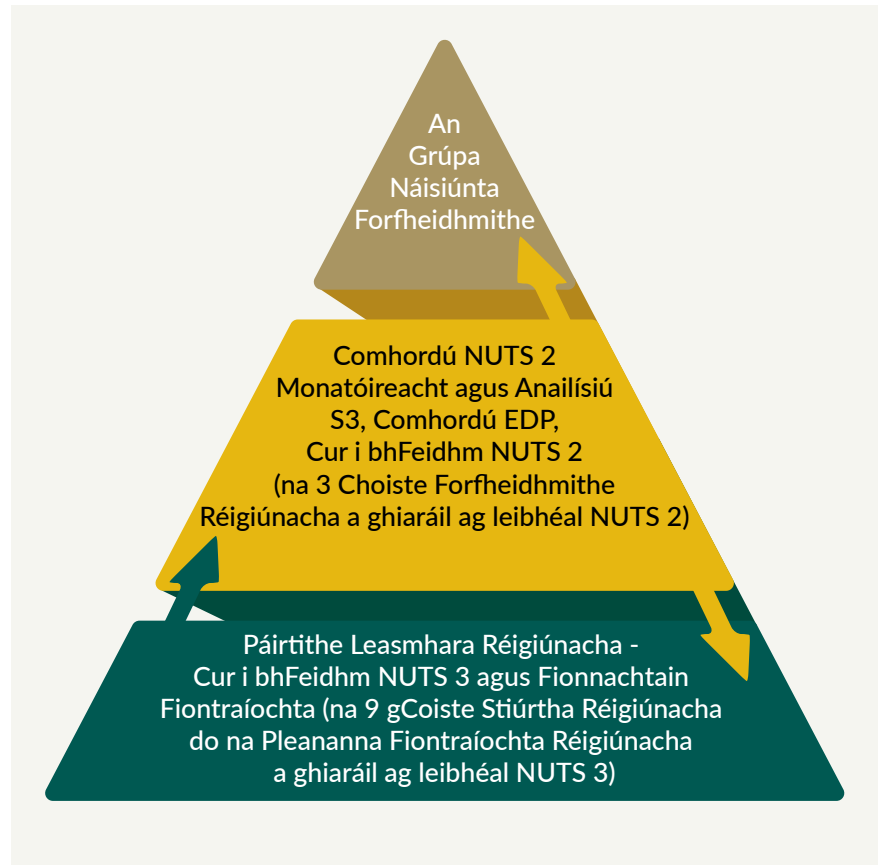 An
Grúpa
Náisiúnta
Forfheidhmithe
Comhordú NUTS 2
Monatóireacht agus Anailísiú
S3, Comhordú EDP,
Cur i bhFeidhm NUTS 2
(na 3 Choiste Forfheidhmithe
Réigiúnacha a ghiaráil ag leibhéal NUTS 2)
Páirtithe Leasmhara Réigiúnacha -
Cur i bhFeidhm NUTS 3 agus Fionnachtain
Fiontraíochta (na 9 gCoiste Stiúrtha Réigiúnacha
do na Pleananna Fiontraíochta Réigiúnacha
a ghiaráil ag leibhéal NUTS 3)